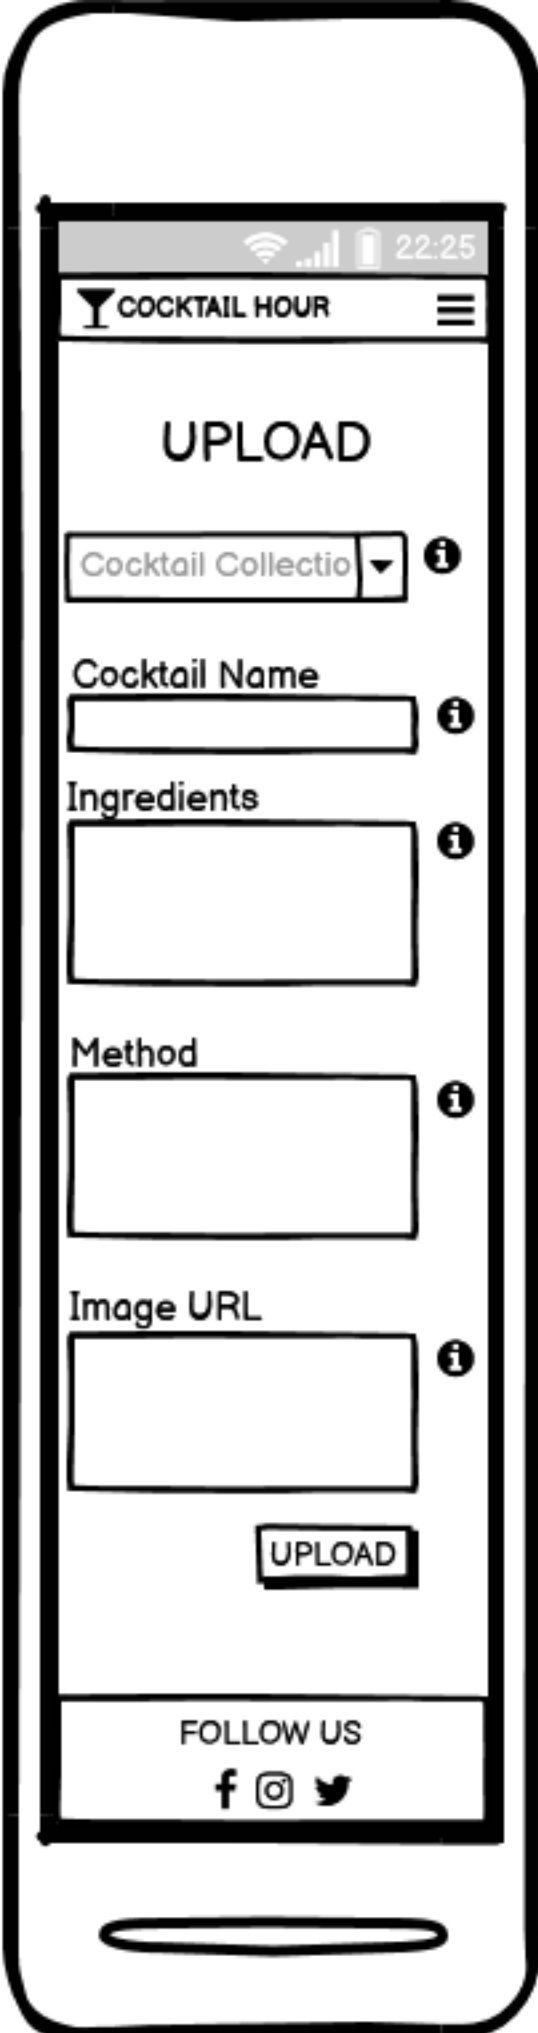 22:25
COCKTAIL HOUR
UPLOAD
Cocktail Collectio
Cocktail Name
Ingredients
Method
Image URL
UPLOAD
FOLLOW US